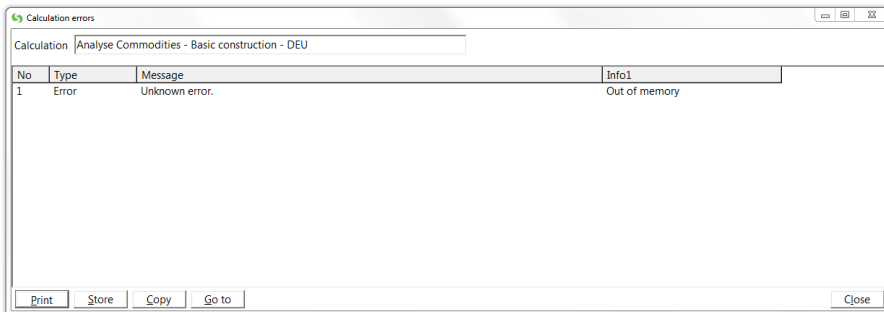 Calculation errors
Calculation Analyse Commodities - Basic construction - DEU
No Type Message Info1
1 Error Unknown error. Out of memory
Print Store Copy Go to Close